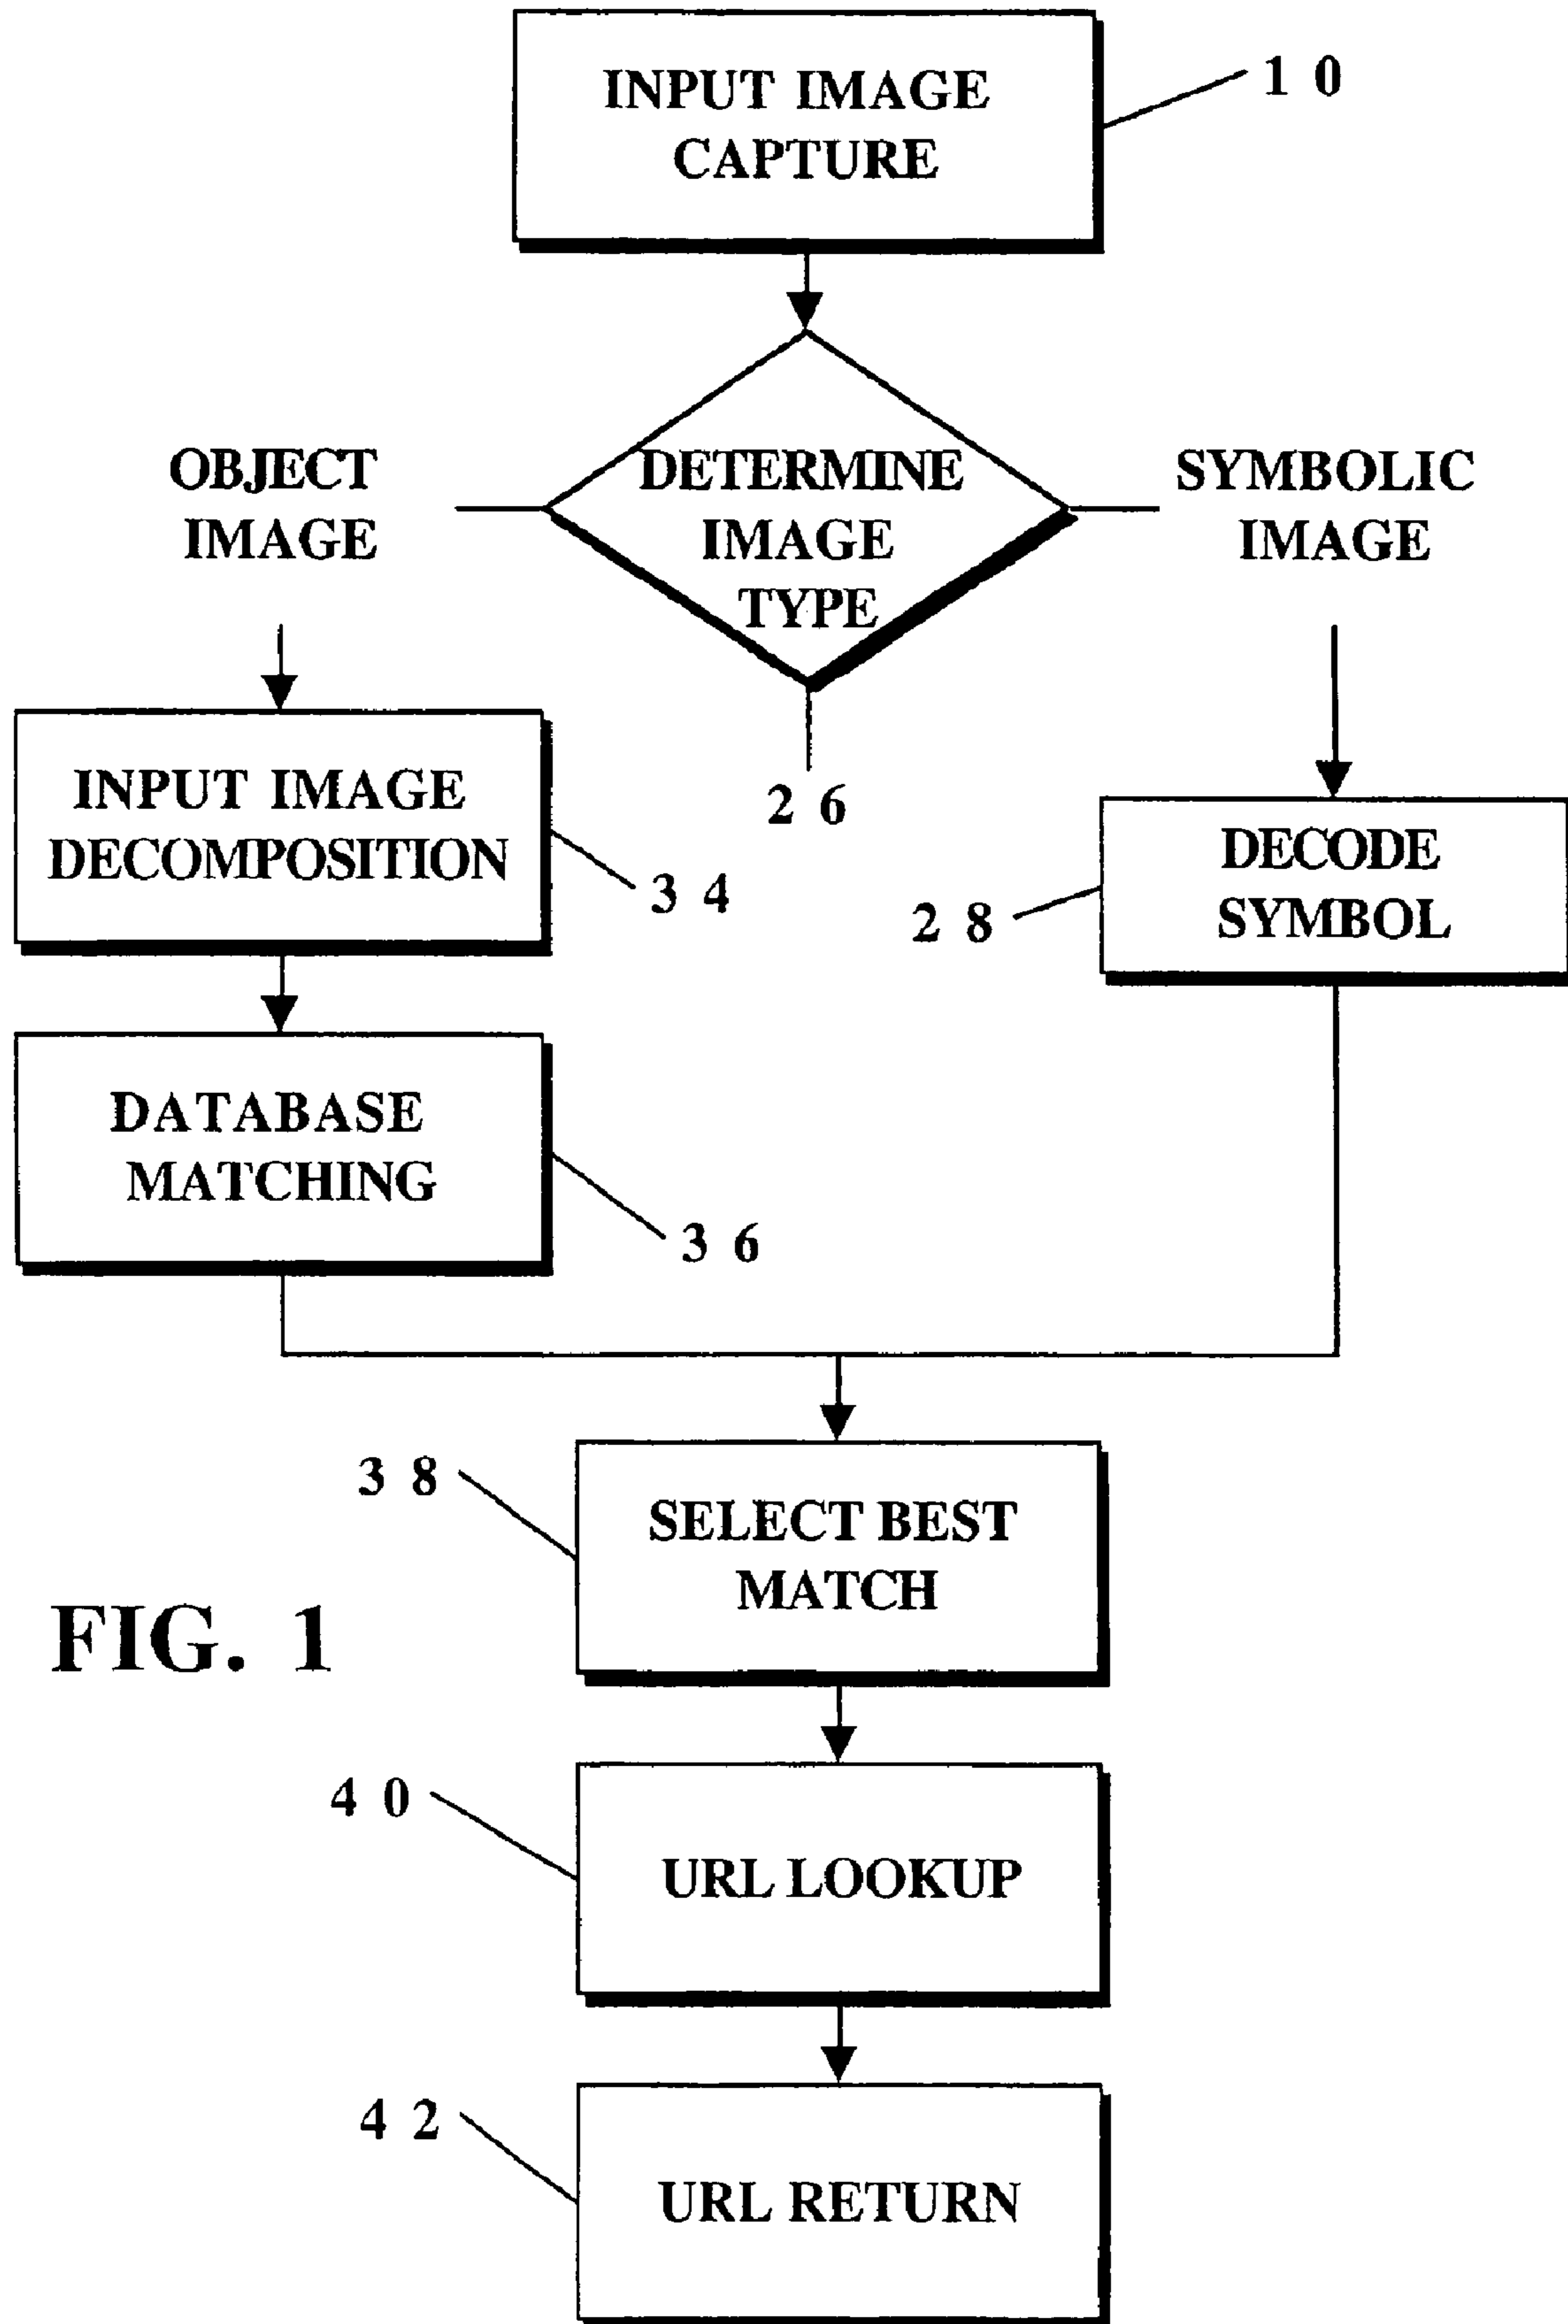 INPUT IMAGE
CAPTURE
1 0
DETERMINE
IMAGE
TYPE
2 6
OBJECT
IMAGE
SYMBOLIC
IMAGE
INPUT IMAGE
DECOMPOSITION
3 4
DECODE
SYMBOL
2 8
DATABASE
MATCHING
3 6
3 8
SELECT BEST
MATCH
FIG. 1
4 0
URL LOOKUP
4 2
URL RETURN